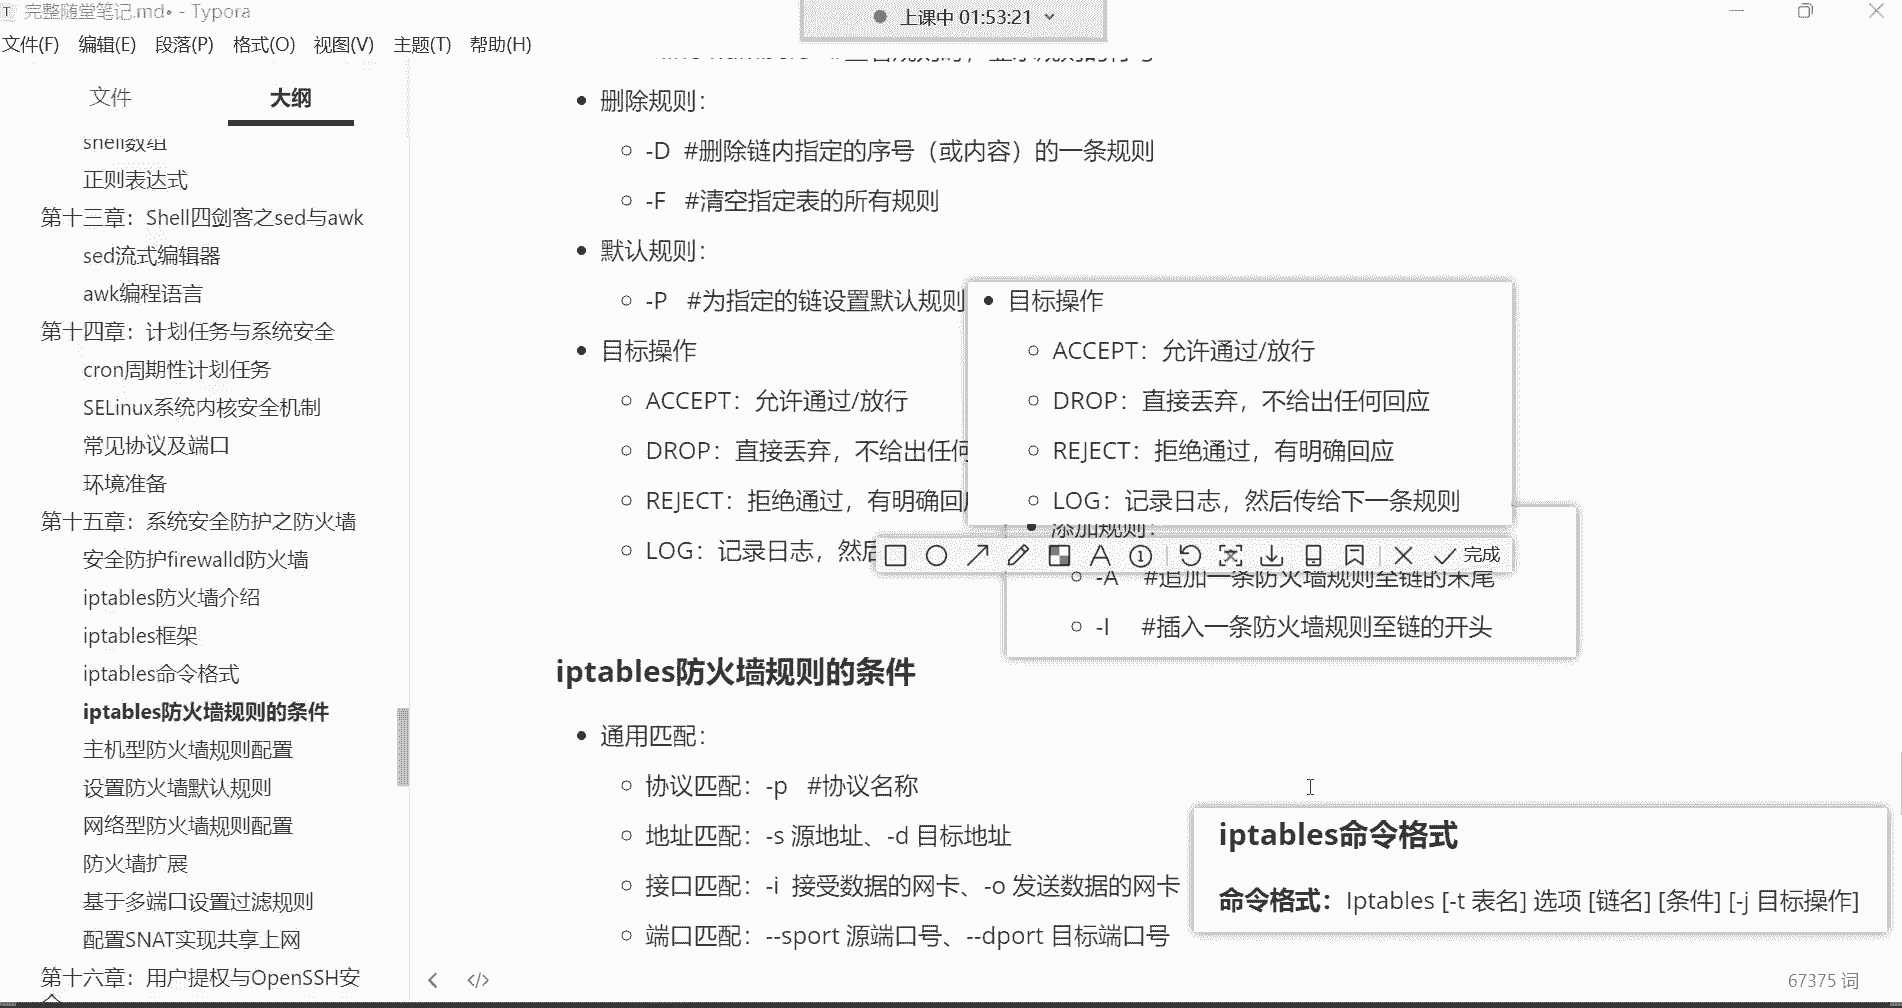 完整随堂笔记.md• - Typora
上课中 01:53:21
文件(F) 编辑(E) 段落(P) 格式(O) 视图(V) 主题(T) 帮助(H)
文件 大纲
shell数组
正则表达式
第十三章：Shell四剑客之sed与awk
sed流式编辑器
awk编程语言
第十四章：计划任务与系统安全
cron周期性计划任务
SELinux系统内核安全机制
常见协议及端口
环境准备
第十五章：系统安全防护之防火墙
安全防护firewalld防火墙
iptables防火墙介绍
iptables框架
iptables命令格式
iptables防火墙规则的条件
主机型防火墙规则配置
设置防火墙默认规则
网络型防火墙规则配置
防火墙扩展
基于多端口设置过滤规则
配置SNAT实现共享上网
第十六章：用户提权与OpenSSH安
删除规则：
-D #删除链内指定的序号（或内容）的一条规则
-F #清空指定表的所有规则
默认规则：
-P #为指定的链设置默认规则
目标操作
ACCEPT：允许通过/放行
DROP：直接丢弃，不给出任何
REJECT：拒绝通过，有明确回
LOG：记录日志，然后
目标操作
ACCEPT：允许通过/放行
DROP：直接丢弃，不给出任何回应
REJECT：拒绝通过，有明确回应
LOG：记录日志，然后传给下一条规则
完成
添加规则：
-A #追加一条防火墙规则至链的末尾
-I #插入一条防火墙规则至链的开头
iptables防火墙规则的条件
通用匹配：
协议匹配：-p #协议名称
地址匹配：-s 源地址、-d 目标地址
接口匹配：-i 接受数据的网卡、-o 发送数据的网卡
端口匹配：--sport 源端口号、--dport 目标端口号
iptables命令格式
命令格式：Iptables [-t 表名] 选项 [链名] [条件] [-j 目标操作]
67375 词